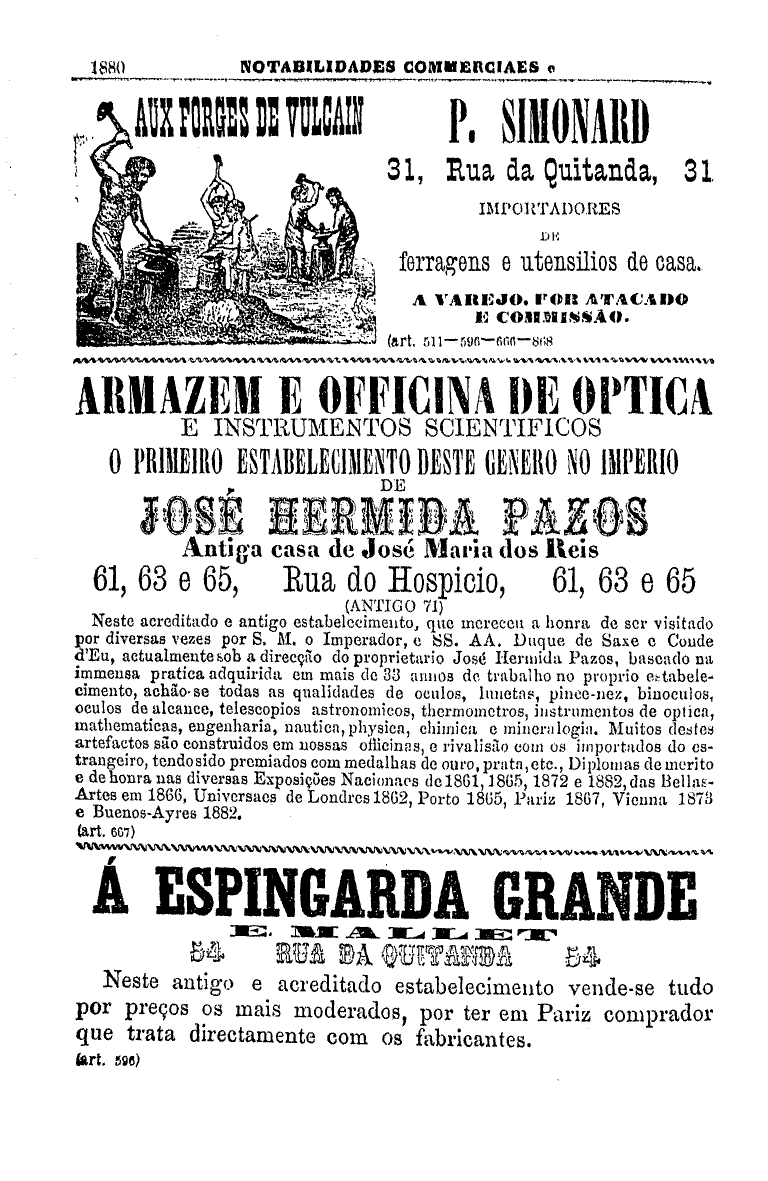 1880 NOTABILIDADES COMMERCIAES e
AUX FORGES DE VULCAIN
P. SIMONARD
31, Rua da Quitanda, 31
IMPORTADORES
DE
ferragens e utensilios de casa.
A VAREJO, POR ATACADO
E COMMISSÃO.
(art. 511—596—666—868
ARMAZEM E OFFICINA DE OPTICA
E INSTRUMENTOS SCIENTIFICOS
O PRIMEIRO ESTABELECIMENTO DESTE GENERO NO IMPERIO
DE
JOSÉ HERMIDA PAZOS
Antiga casa de José Maria dos Reis
61, 63 e 65, Rua do Hospicio, 61, 63 e 65
(ANTIGO 71)
Neste acreditado e antigo estabelecimento, que mereceu a honra de ser visitado
por diversas vezes por S. M. o Imperador, e SS. AA. Duque de Saxe e Conde
d'Eu, actualmente sob a direcção do proprietario José Hermida Pazos, baseado na
immensa pratica adquirida em mais de 33 annos de trabalho no proprio estabele-
cimento, achão-se todas as qualidades de oculos, lunetas, pince-nez, binoculos,
oculos de alcance, telescopios astronomicos, thermometros, instrumentos de optica,
mathematicas, engenharia, nautica, physica, chimica e mineralogia. Muitos destes
artefactos são construidos em nossas officinas, e rivalisão com os importados do es-
trangeiro, tendo sido premiados com medalhas de ouro, prata, etc., Diplomas de merito
e de honra nas diversas Exposições Nacionaes de 1861, 1865, 1872 e 1882, das Bellas-
Artes em 1866, Universaes de Londres 1862, Porto 1865, Pariz 1867, Vienna 1873
e Buenos-Ayres 1882.
(art. 667)
Á ESPINGARDA GRANDE
E. MALLET
54 RUA DA QUITANDA 54
Neste antigo e acreditado estabelecimento vende-se tudo
por preços os mais moderados, por ter em Pariz comprador
que trata directamente com os fabricantes.
(art. 596)